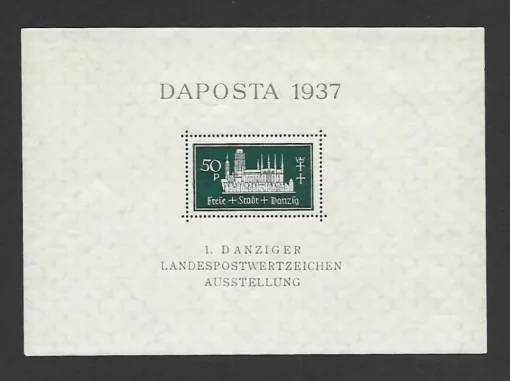 DAPOSTA 1937
50
P
Freie + Stadt + Danzig
1. DANZIGER
LANDESPOSTWERTZEICHEN
AUSSTELLUNG